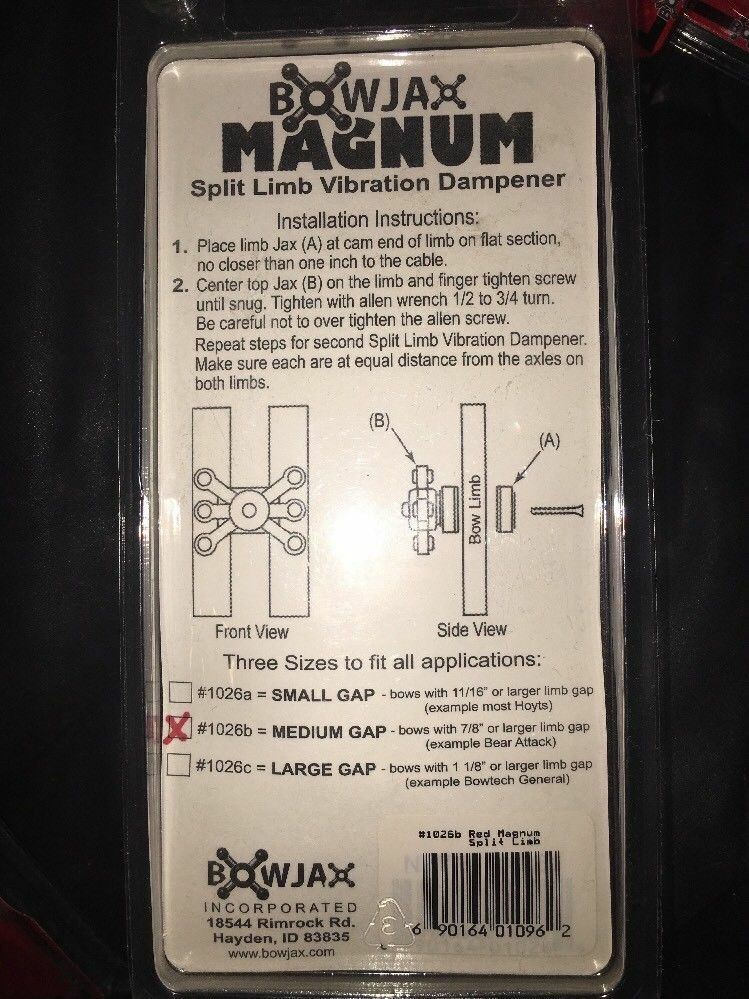 BOWJAX
MAGNUM
Split Limb Vibration Dampener
Installation Instructions:
1. Place limb Jax (A) at cam end of limb on flat section,
no closer than one inch to the cable.
2. Center top Jax (B) on the limb and finger tighten screw
until snug. Tighten with allen wrench 1/2 to 3/4 turn.
Be careful not to over tighten the allen screw.
Repeat steps for second Split Limb Vibration Dampener.
Make sure each are at equal distance from the axles on
both limbs.
(B)
(A)
Bow Limb
Front View
Side View
Three Sizes to fit all applications:
#1026a = SMALL GAP - bows with 11/16" or larger limb gap
(example most Hoyts)
X #1026b = MEDIUM GAP - bows with 7/8" or larger limb gap
(example Bear Attack)
#1026c = LARGE GAP - bows with 1 1/8" or larger limb gap
(example Bowtech General)
#1026b Red Magnum
Split Limb
BOWJAX
INCORPORATED
18544 Rimrock Rd.
Hayden, ID 83835
www.bowjax.com
3
6 90164 01096 2